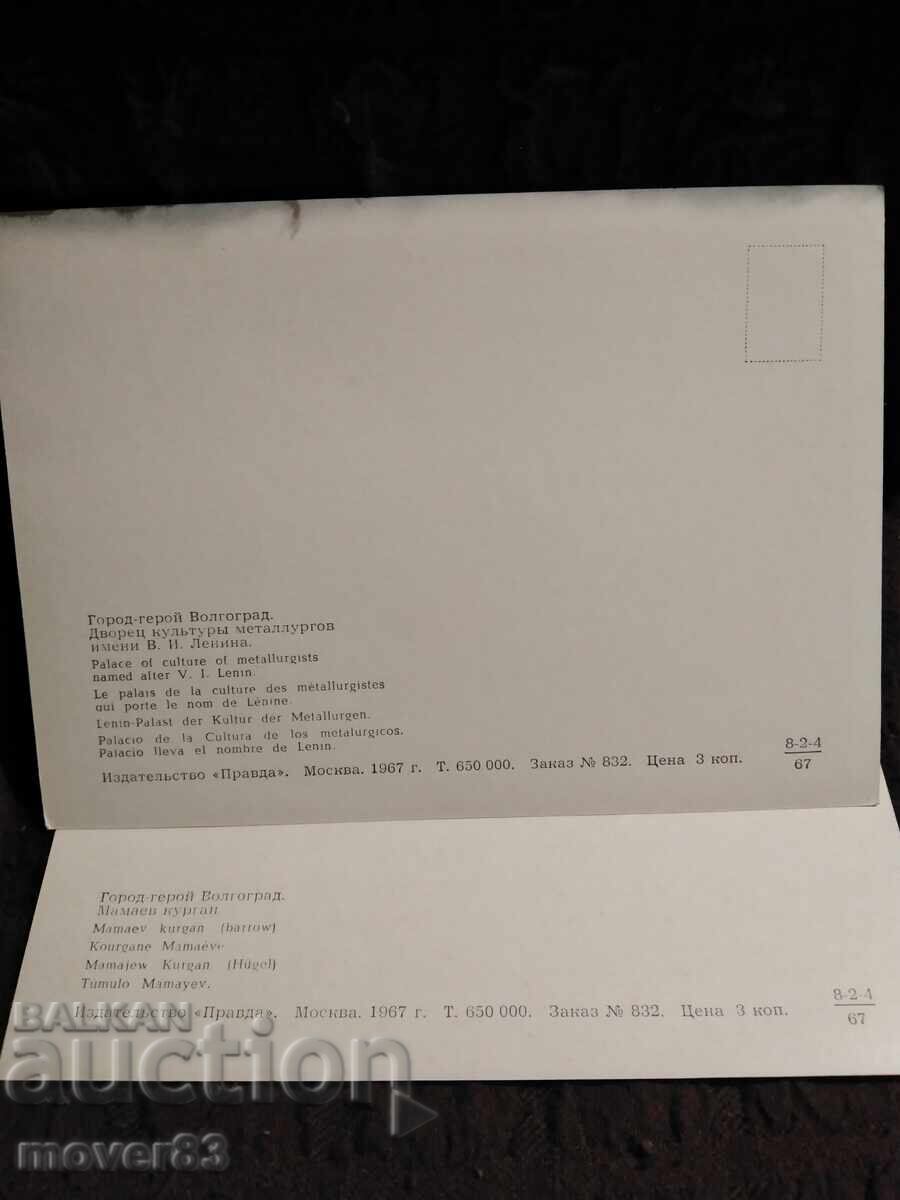 Город-герой Волгоград.
Дворец культуры металлургов
имени В. И. Ленина.
Palace of culture of metallurgists
named after V. I. Lenin.
Le palais de la culture des métallurgistes
qui porte le nom de Lénine.
Lenin-Palast der Kultur der Metallurgen.
Palacio de la Cultura de los metalurgicos.
Palacio lleva el nombre de Lenin.
Издательство «Правда». Москва. 1967 г. Т. 650 000. Заказ № 832. Цена 3 коп.
8-2-4
67
Город-герой Волгоград.
Мамаев курган
Mamaev kurgan (barrow)
Kourgane Mamaéve
Mamajew Kurgan (Hügel)
Tumulo Mamayev.
Издательство «Правда». Москва. 1967 г. Т. 650 000. Заказ № 832. Цена 3 коп.
8-2-4
67
BALKAN
auction
mover83